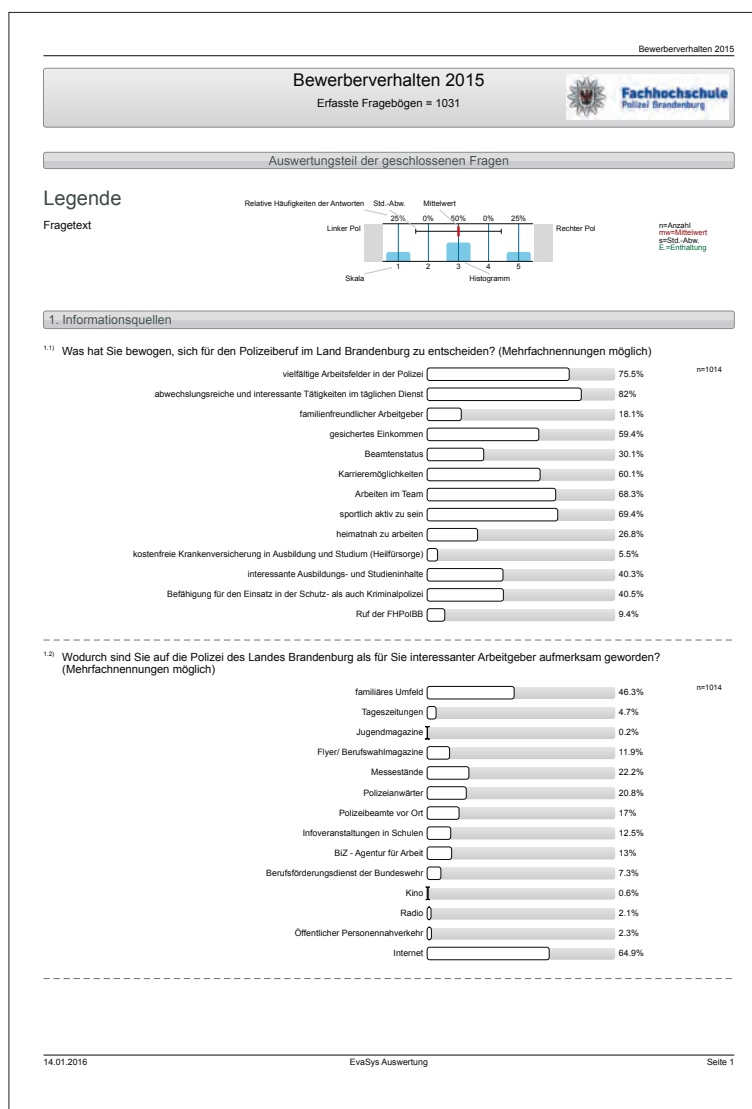 Bewerberverhalten 2015
Bewerberverhalten 2015
Erfasste Fragebögen = 1031
Fachhochschule
Polizei Brandenburg
Auswertungsteil der geschlossenen Fragen
Legende
Relative Häufigkeiten der Antworten Std.-Abw. Mittelwert
Fragetext
25% 0% 50% 0% 25%
Linker Pol
Rechter Pol
n=Anzahl
mw=Mittelwert
s=Std.-Abw.
E.=Enthaltung
1 2 3 4 5
Skala Histogramm
1. Informationsquellen
1.1) Was hat Sie bewogen, sich für den Polizeiberuf im Land Brandenburg zu entscheiden? (Mehrfachnennungen möglich)
vielfältige Arbeitsfelder in der Polizei 75.5% n=1014
abwechslungsreiche und interessante Tätigkeiten im täglichen Dienst 82%
familienfreundlicher Arbeitgeber 18.1%
gesichertes Einkommen 59.4%
Beamtenstatus 30.1%
Karrieremöglichkeiten 60.1%
Arbeiten im Team 68.3%
sportlich aktiv zu sein 69.4%
heimatnah zu arbeiten 26.8%
kostenfreie Krankenversicherung in Ausbildung und Studium (Heilfürsorge) 5.5%
interessante Ausbildungs- und Studieninhalte 40.3%
Befähigung für den Einsatz in der Schutz- als auch Kriminalpolizei 40.5%
Ruf der FHPolBB 9.4%
1.2) Wodurch sind Sie auf die Polizei des Landes Brandenburg als für Sie interessanter Arbeitgeber aufmerksam geworden?
(Mehrfachnennungen möglich)
familiäres Umfeld 46.3% n=1014
Tageszeitungen 4.7%
Jugendmagazine 0.2%
Flyer/ Berufswahlmagazine 11.9%
Messestände 22.2%
Polizeianwärter 20.8%
Polizeibeamte vor Ort 17%
Infoveranstaltungen in Schulen 12.5%
BiZ - Agentur für Arbeit 13%
Berufsförderungsdienst der Bundeswehr 7.3%
Kino 0.6%
Radio 2.1%
Öffentlicher Personennahverkehr 2.3%
Internet 64.9%
14.01.2016 EvaSys Auswertung Seite 1